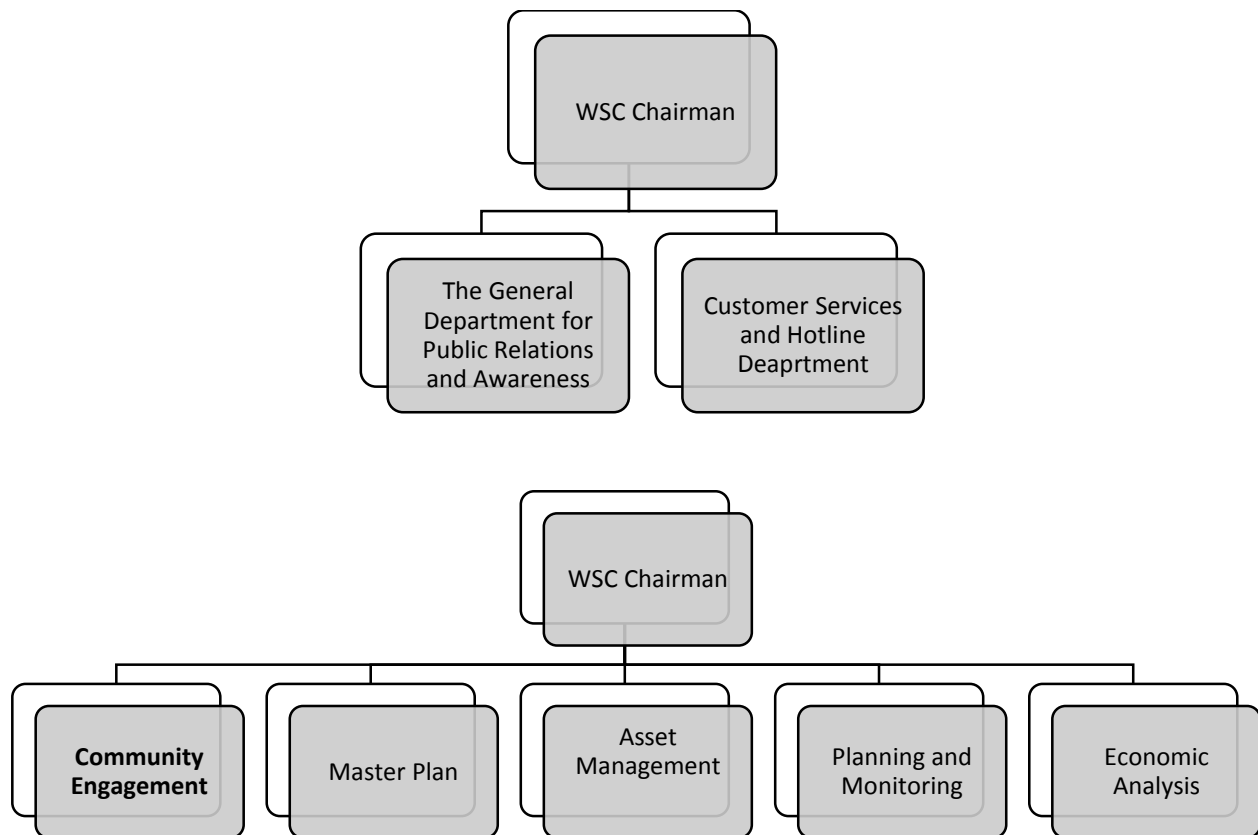 WSC Chairman
The General
Department for
Public Relations
and Awareness
Customer Services
and Hotline
Deaprtment
WSC Chairman
Community
Engagement
Master Plan
Asset
Management
Planning and
Monitoring
Economic
Analysis